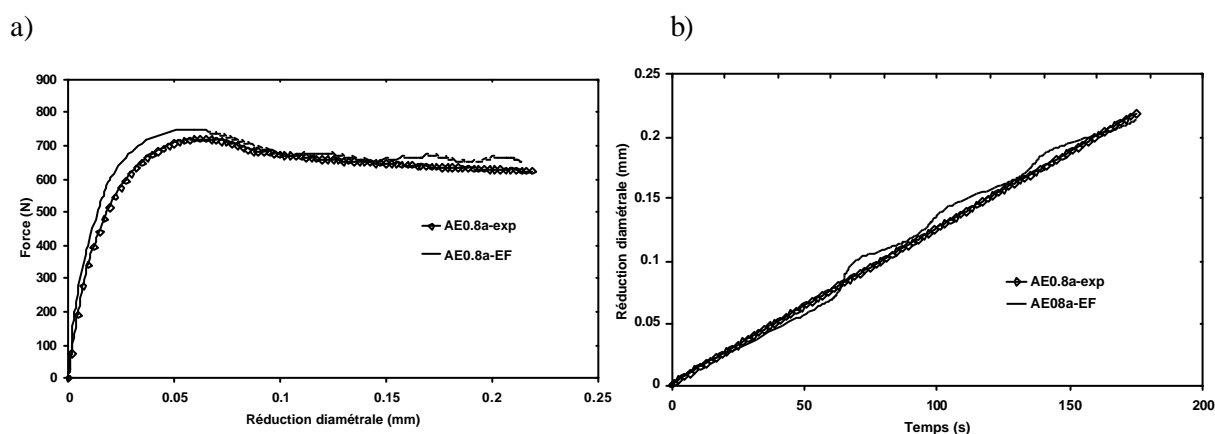 a)
900
800
700
600
500
400
300
200
100
0
Force (N)
0
0.05
0.1
0.15
0.2
0.25
Réduction diamétrale (mm)
AE0.8a-exp
AE0.8a-EF
b)
0.25
0.2
0.15
0.1
0.05
0
Réduction diamétrale (mm)
0
50
100
150
200
Temps (s)
AE0.8a-exp
AE08a-EF